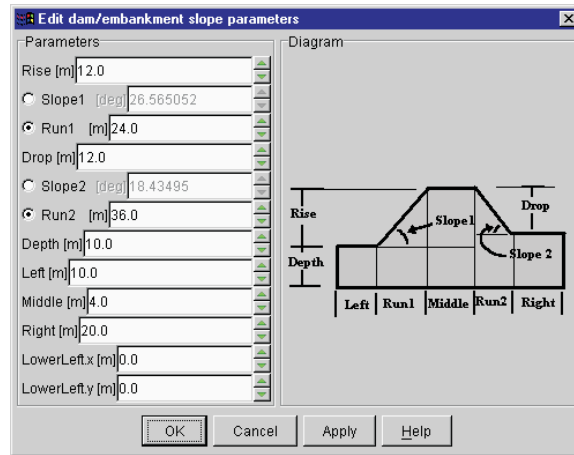 Edit dam/embankment slope parameters
Parameters
Rise [m] 12.0
Slope1 [deg] 26.565052
Run1 [m] 24.0
Drop [m] 12.0
Slope2 [deg] 18.43495
Run2 [m] 36.0
Depth [m] 10.0
Left [m] 10.0
Middle [m] 4.0
Right [m] 20.0
LowerLeft.x [m] 0.0
LowerLeft.y [m] 0.0
Diagram
Rise
Slope1
Drop
Depth
Slope 2
Left Run1 Middle Run2 Right
OK Cancel Apply Help